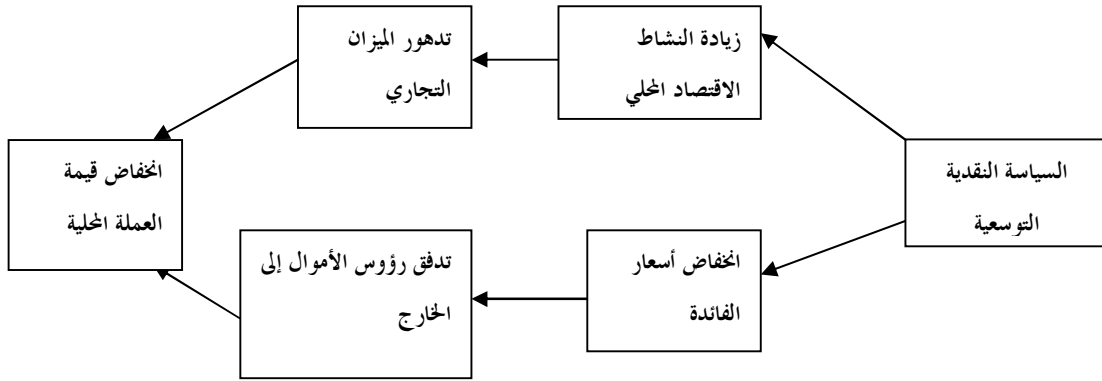 السياسة النقدية
التوسعية
زيادة النشاط
الاقتصاد المحلي
تدهور الميزان
التجاري
انخفاض أسعار
الفائدة
تدفق رؤوس الأموال إلى
الخارج
انخفاض قيمة
العملة المحلية